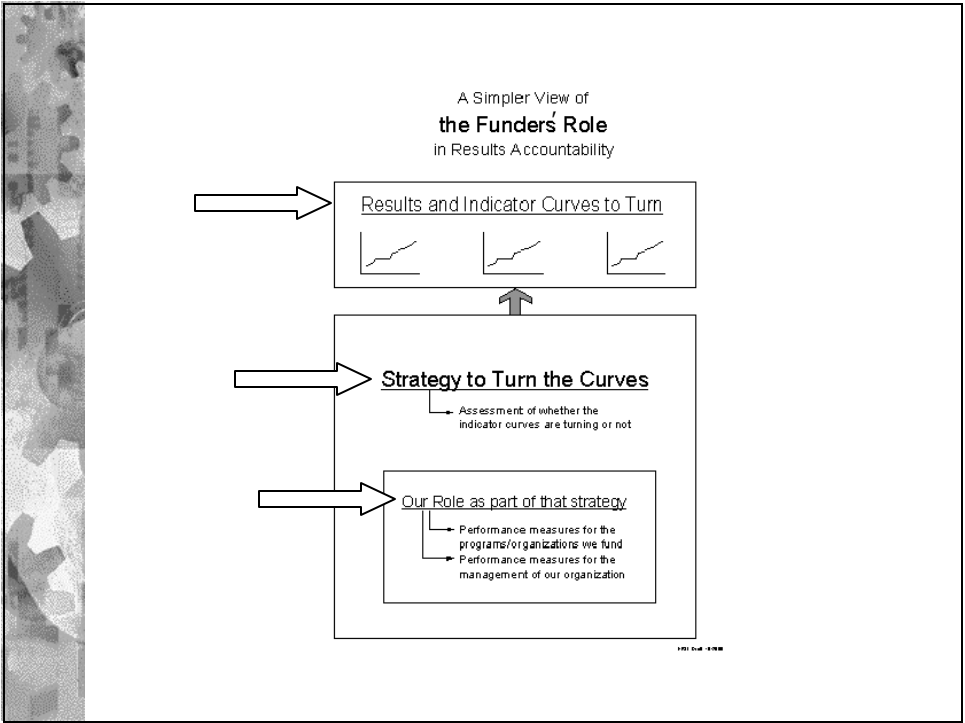 A Simpler View of
the Funders' Role
in Results Accountability
Results and Indicator Curves to Turn
Strategy to Turn the Curves
Assessment of whether the
indicator curves are turning or not
Our Role as part of that strategy
Performance measures for the
programs/organizations we fund
Performance measures for the
management of our organization